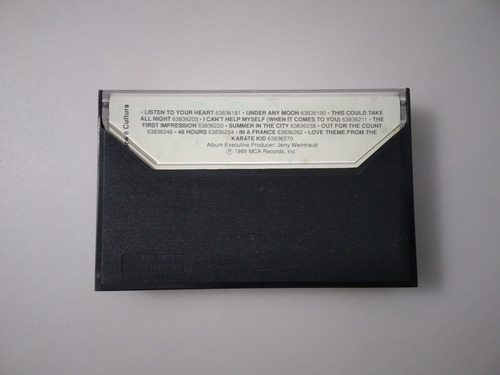 • LISTEN TO YOUR HEART 63836181 • UNDER ANY MOON 63836190 • THIS COULD TAKE
ALL NIGHT 63836203 • I CAN'T HELP MYSELF (WHEN IT COMES TO YOU) 63836211 • THE
FIRST IMPRESSION 63836220 • SUMMER IN THE CITY 63836238 • OUT FOR THE COUNT
63836246 • 48 HOURS 63836254 • IN A FRANCE 63836262 • LOVE THEME FROM THE
KARATE KID 63836270
Album Executive Producer: Jerry Weintraub
Ⓟ 1989 MCA Records, Inc.
e Cultura